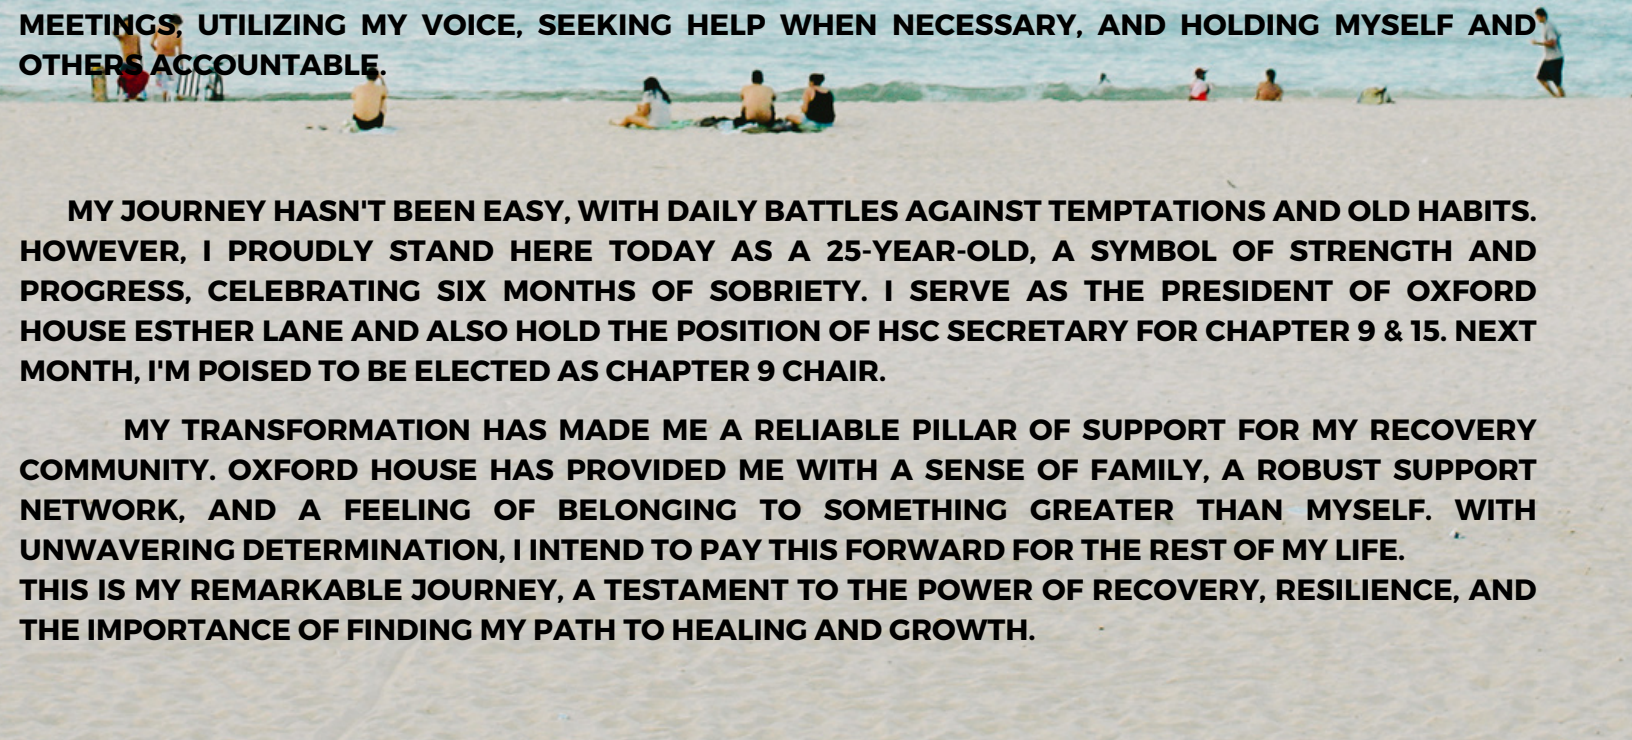 MEETINGS, UTILIZING MY VOICE, SEEKING HELP WHEN NECESSARY, AND HOLDING MYSELF AND
OTHERS ACCOUNTABLE.
MY JOURNEY HASN'T BEEN EASY, WITH DAILY BATTLES AGAINST TEMPTATIONS AND OLD HABITS.
HOWEVER, I PROUDLY STAND HERE TODAY AS A 25-YEAR-OLD, A SYMBOL OF STRENGTH AND
PROGRESS, CELEBRATING SIX MONTHS OF SOBRIETY. I SERVE AS THE PRESIDENT OF OXFORD
HOUSE ESTHER LANE AND ALSO HOLD THE POSITION OF HSC SECRETARY FOR CHAPTER 9 & 15. NEXT
MONTH, I'M POISED TO BE ELECTED AS CHAPTER 9 CHAIR.
MY TRANSFORMATION HAS MADE ME A RELIABLE PILLAR OF SUPPORT FOR MY RECOVERY
COMMUNITY. OXFORD HOUSE HAS PROVIDED ME WITH A SENSE OF FAMILY, A ROBUST SUPPORT
NETWORK, AND A FEELING OF BELONGING TO SOMETHING GREATER THAN MYSELF. WITH
UNWAVERING DETERMINATION, I INTEND TO PAY THIS FORWARD FOR THE REST OF MY LIFE.
THIS IS MY REMARKABLE JOURNEY, A TESTAMENT TO THE POWER OF RECOVERY, RESILIENCE, AND
THE IMPORTANCE OF FINDING MY PATH TO HEALING AND GROWTH.